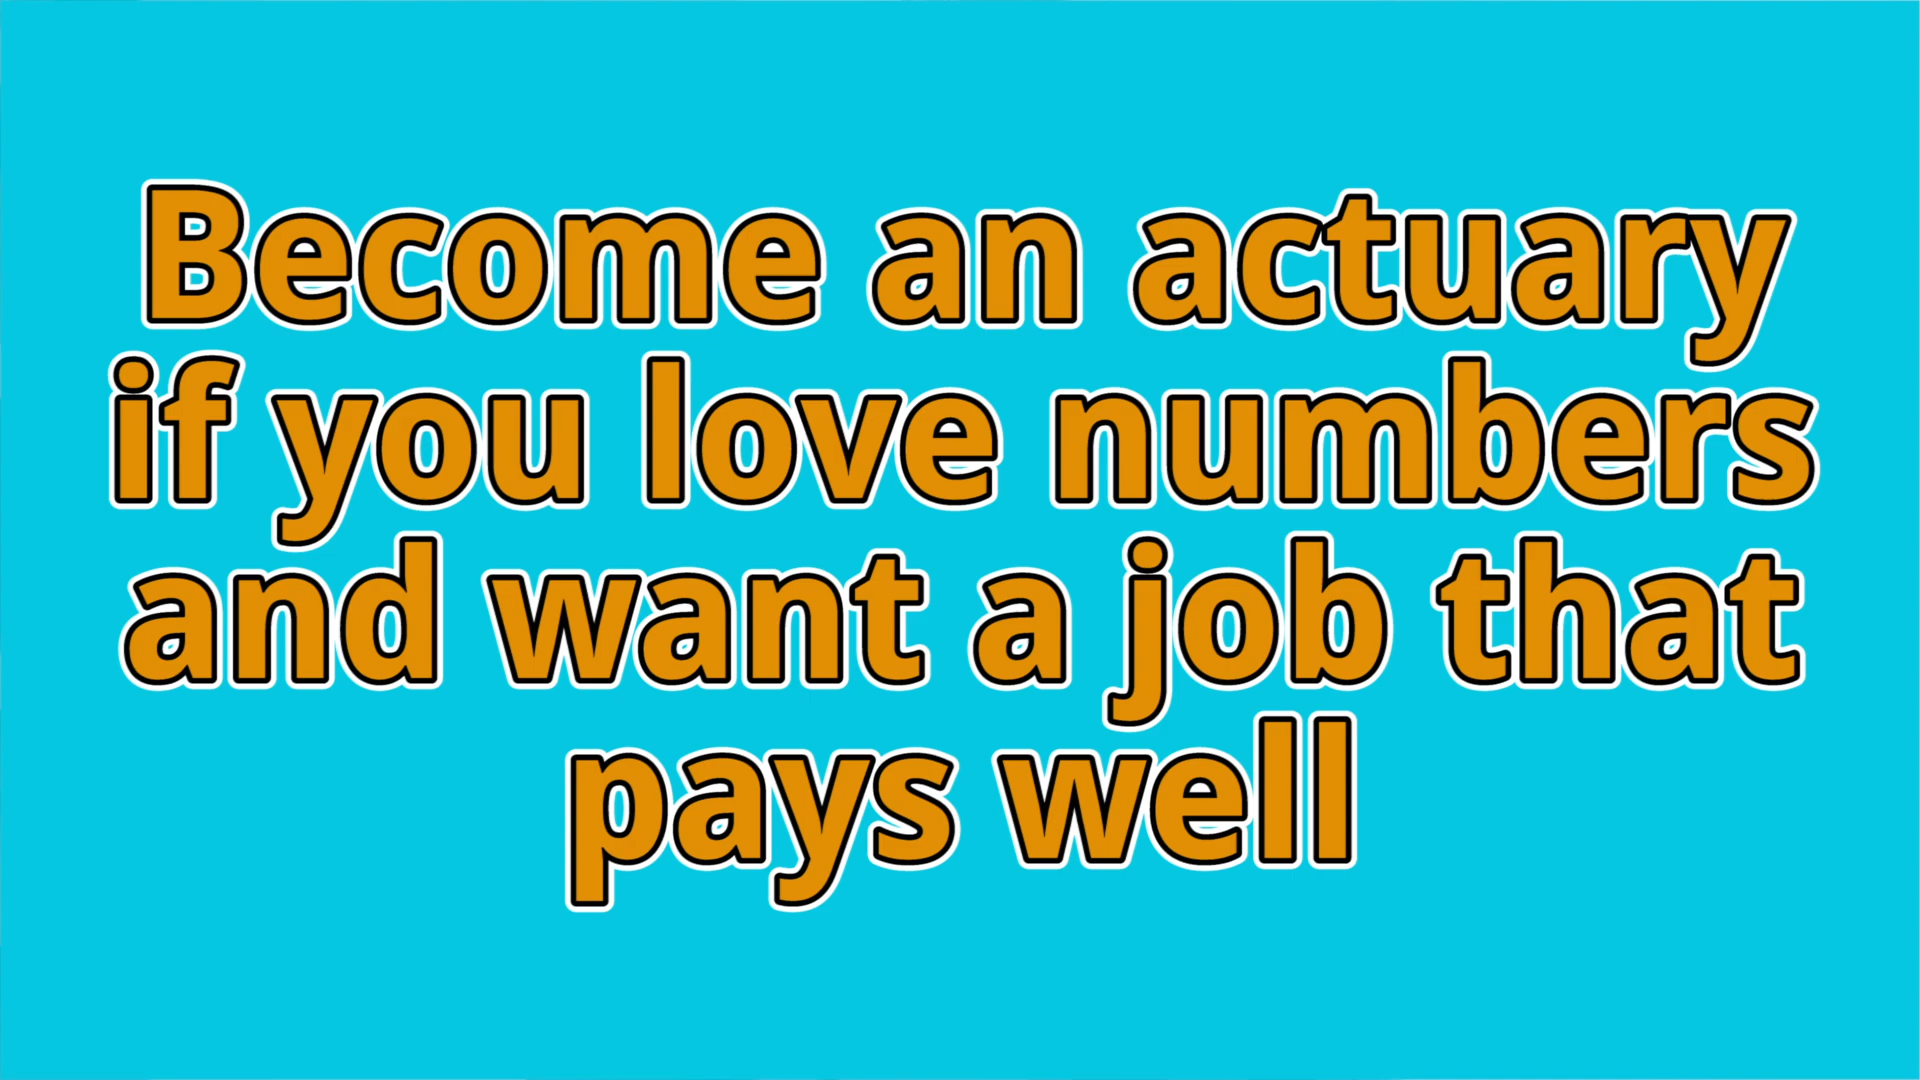 Become an actuary
if you love numbers
and want a job that
pays well